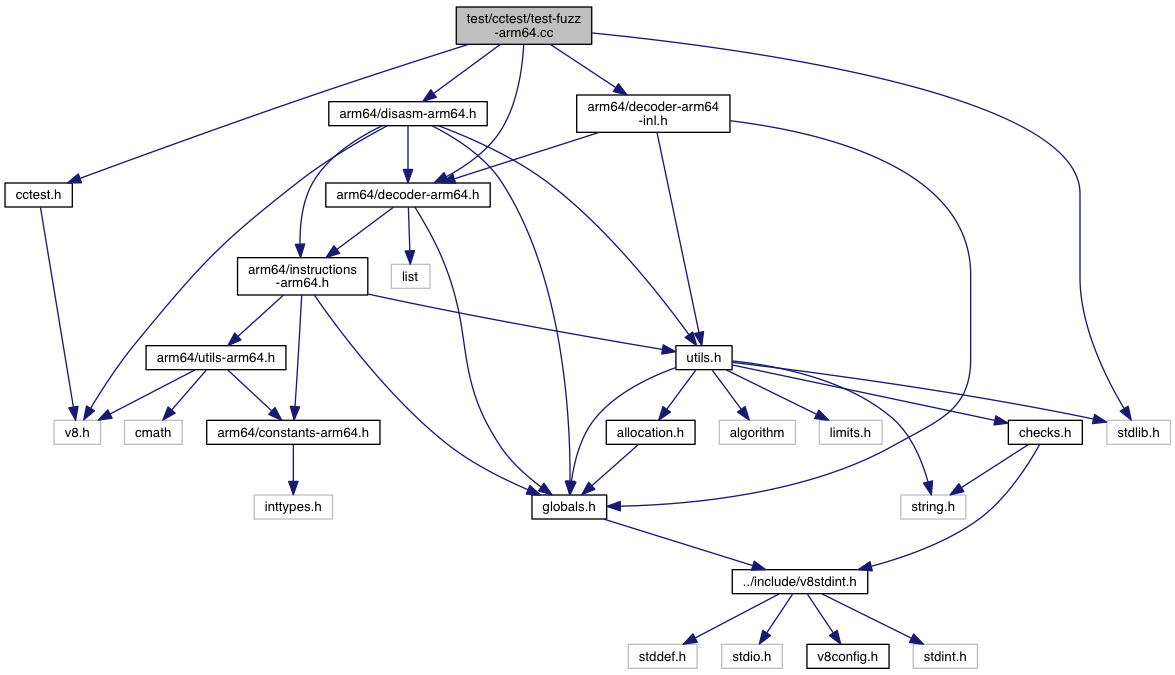 test/cctest/test-fuzz
-arm64.cc
arm64/disasm-arm64.h
arm64/decoder-arm64
-inl.h
cctest.h
arm64/decoder-arm64.h
arm64/instructions
-arm64.h
list
arm64/utils-arm64.h
utils.h
v8.h
cmath
arm64/constants-arm64.h
allocation.h
algorithm
limits.h
checks.h
stdlib.h
inttypes.h
globals.h
string.h
../include/v8stdint.h
stddef.h
stdio.h
v8config.h
stdint.h